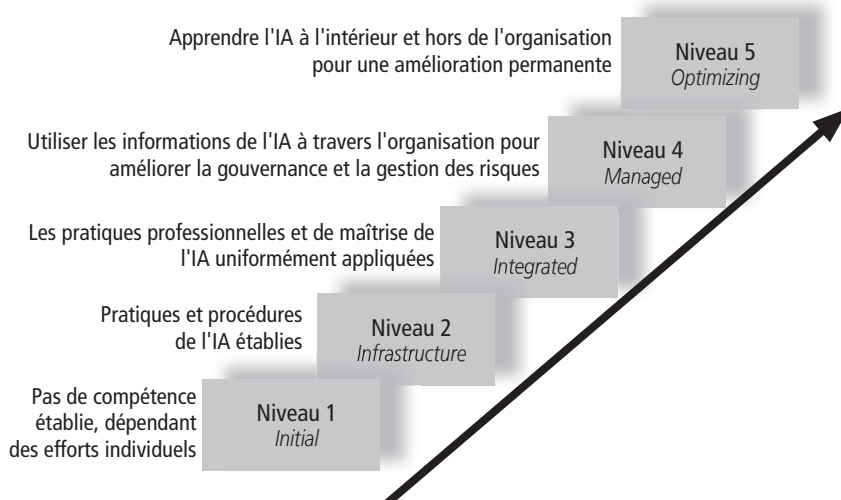 Apprendre l'IA à l'intérieur et hors de l'organisation
pour une amélioration permanente
Niveau 5
Optimizing
Utiliser les informations de l'IA à travers l'organisation pour
améliorer la gouvernance et la gestion des risques
Niveau 4
Managed
Les pratiques professionnelles et de maîtrise de
l'IA uniformément appliquées
Niveau 3
Integrated
Pratiques et procédures
de l'IA établies
Niveau 2
Infrastructure
Pas de compétence
établie, dépendant
des efforts individuels
Niveau 1
Initial